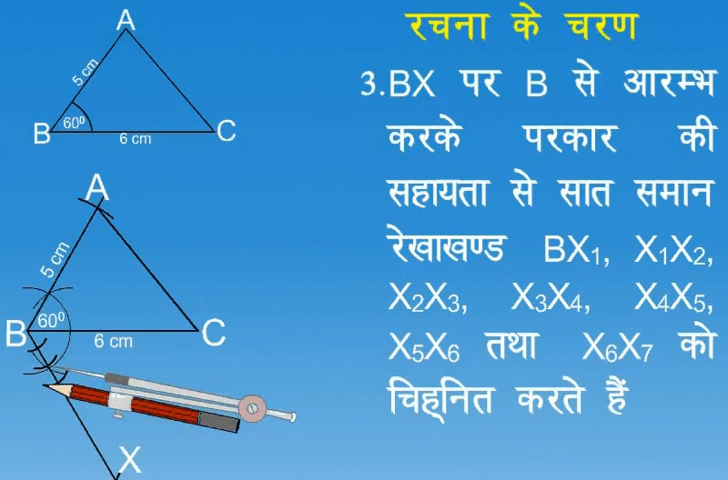 A
5 cm
B 60⁰ C
6 cm
A
5 cm
B 60⁰ C
6 cm
X
रचना के चरण
3.BX पर B से आरम्भ
करके परकार की
सहायता से सात समान
रेखाखण्ड BX₁, X₁X₂,
X₂X₃, X₃X₄, X₄X₅,
X₅X₆ तथा X₆X₇ को
चिह्नित करते हैं